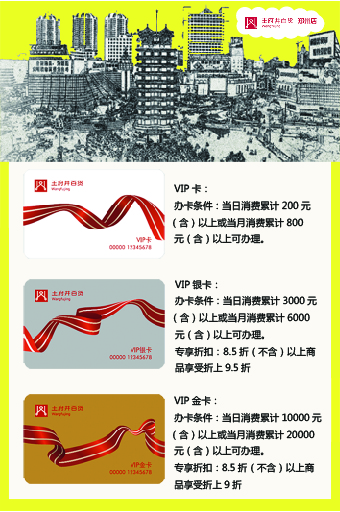 王府井百货 郑州店
Wangfujing
王府井百货
Wangfujing
VIP卡
00000 11345678
VIP 卡：
办卡条件：当日消费累计 200 元
（含）以上或当月消费累计 800
元（含）以上可办理。
王府井百货
Wangfujing
VIP银卡
00000 12345678
VIP 银卡：
办卡条件：当日消费累计 3000 元
（含）以上或当月消费累计 6000
元（含）以上可办理。
专享折扣：8.5 折（不含）以上商
品享受折上 9.5 折
王府井百货
Wangfujing
VIP金卡
00000 12345678
VIP 金卡：
办卡条件：当日消费累计 10000 元
（含）以上或当月消费累计 20000
元（含）以上可办理。
专享折扣：8.5 折（不含）以上商
品享受折上 9 折